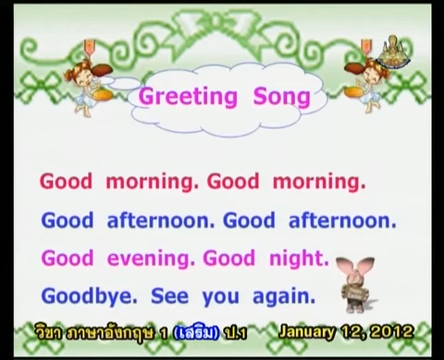 Greeting Song
Good morning. Good morning.
Good afternoon. Good afternoon.
Good evening. Good night.
Goodbye. See you again.
วิชา ภาษาอังกฤษ 1 (เสริม) ป.1 January 12, 2012